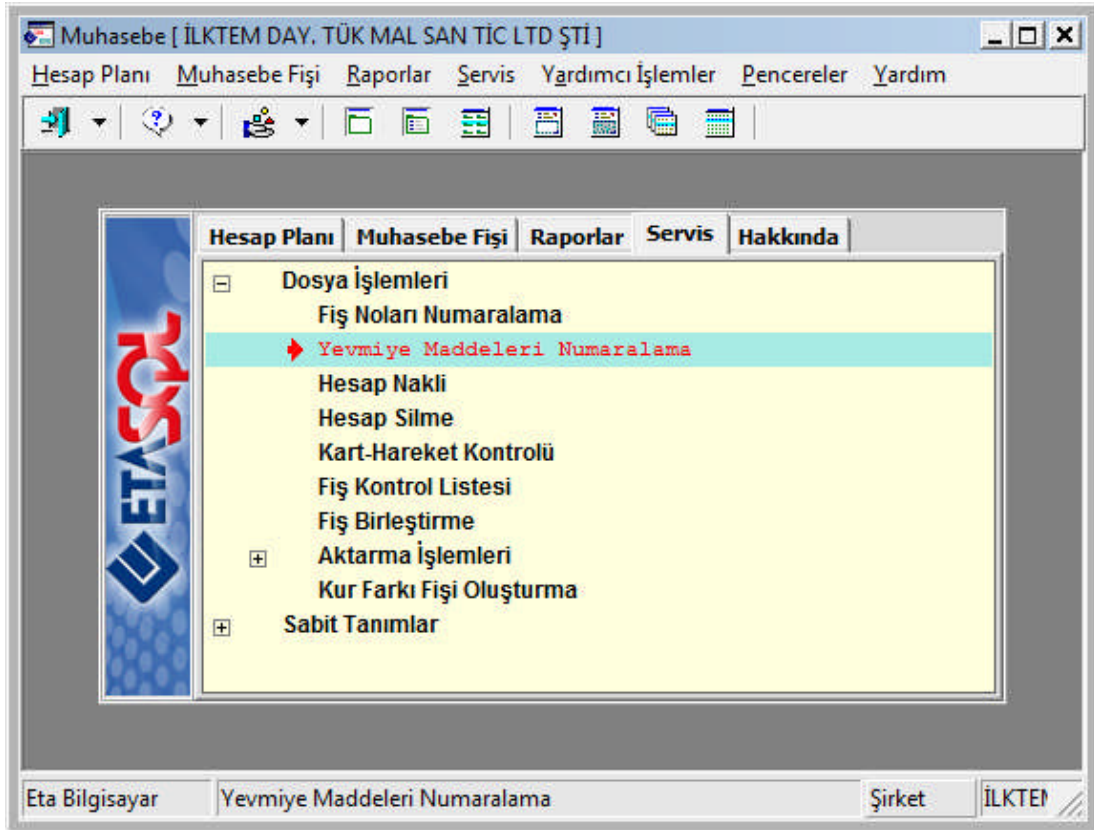 Muhasebe [ İLKTEM DAY. TÜK MAL SAN TİC LTD ŞTİ ]
Hesap Planı Muhasebe Fişi Raporlar Servis Yardımcı İşlemler Pencereler Yardım
Hesap Planı Muhasebe Fişi Raporlar Servis Hakkında
Dosya İşlemleri
Fiş Noları Numaralama
Yevmiye Maddeleri Numaralama
Hesap Nakli
Hesap Silme
Kart-Hareket Kontrolü
Fiş Kontrol Listesi
Fiş Birleştirme
Aktarma İşlemleri
Kur Farkı Fişi Oluşturma
Sabit Tanımlar
ETASQL
Eta Bilgisayar Yevmiye Maddeleri Numaralama Şirket İLKTE